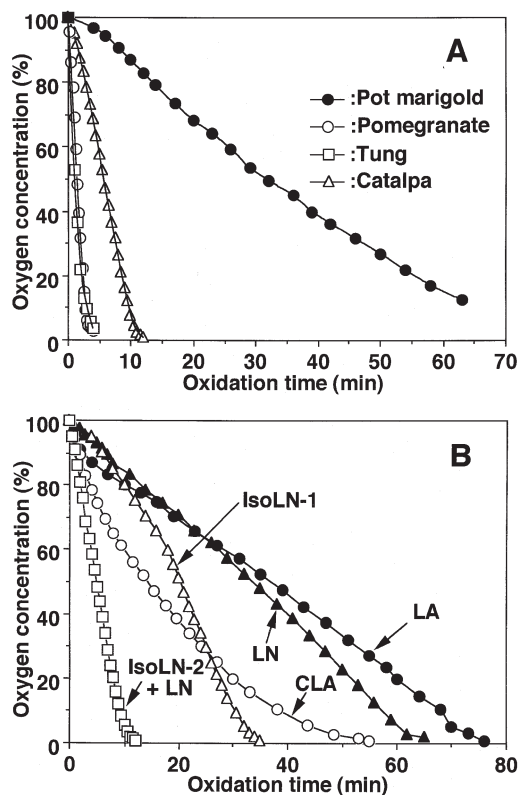 100
80
60
40
20
0
Oxygen concentration (%)
A
:Pot marigold
:Pomegranate
:Tung
:Catalpa
0 10 20 30 40 50 60 70
Oxidation time (min)
100
80
60
40
20
0
Oxygen concentration (%)
B
IsoLN-1
LA
LN
CLA
IsoLN-2
+ LN
0 20 40 60 80
Oxidation time (min)